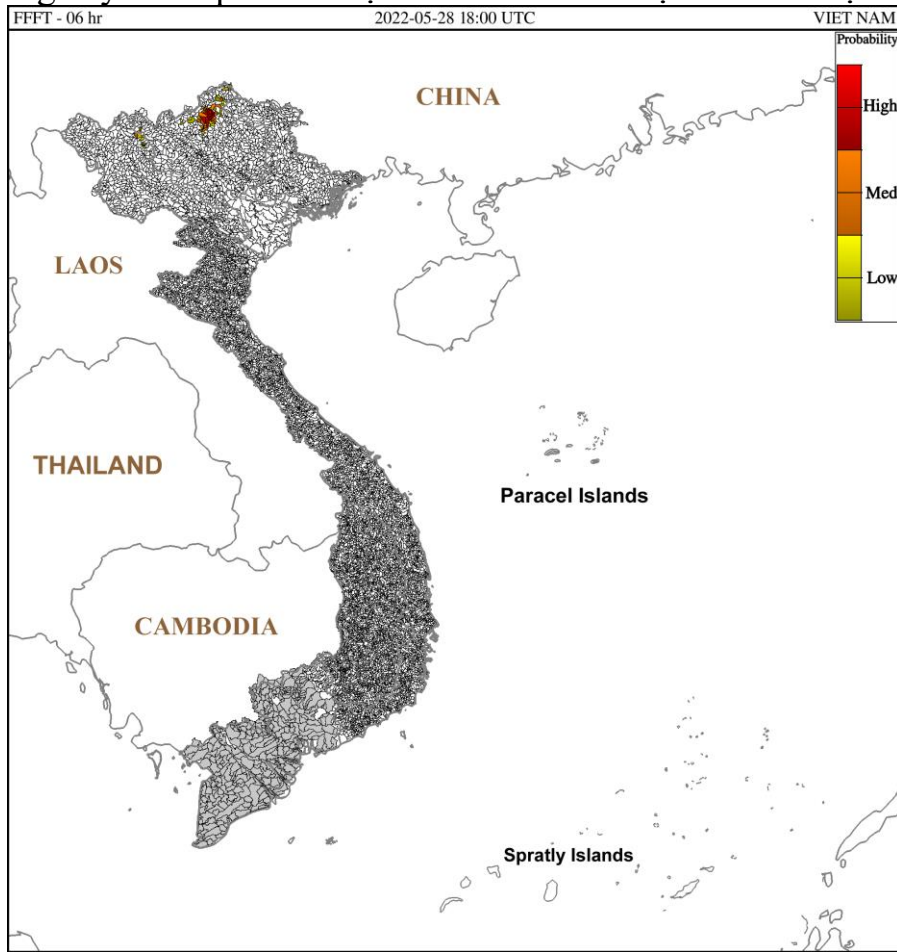 FFFT - 06 hr 2022-05-28 18:00 UTC VIET NAM
Probability
CHINA
High
Med
LAOS
Low
THAILAND
Paracel Islands
CAMBODIA
Spratly Islands